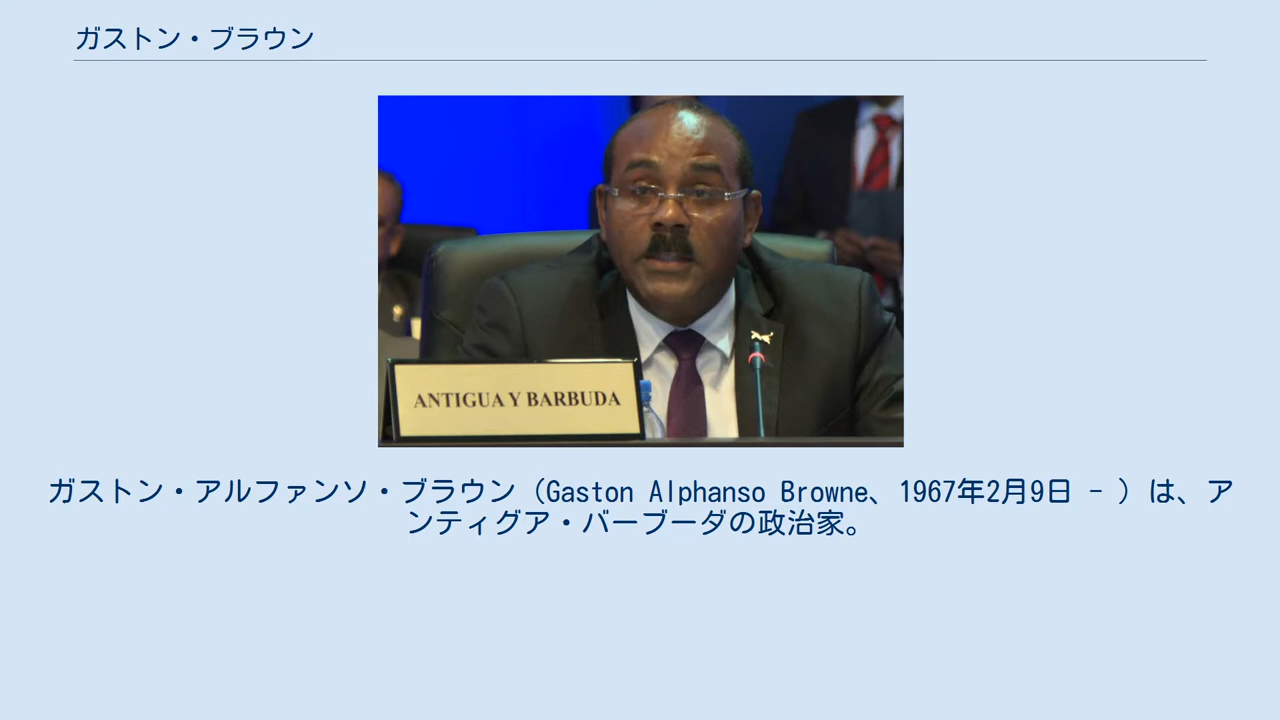 ガストン・ブラウン
ANTIGUA Y BARBUDA
ガストン・アルファンソ・ブラウン（Gaston Alphanso Browne、1967年2月9日 - ）は、ア
ンティグア・バーブーダの政治家。